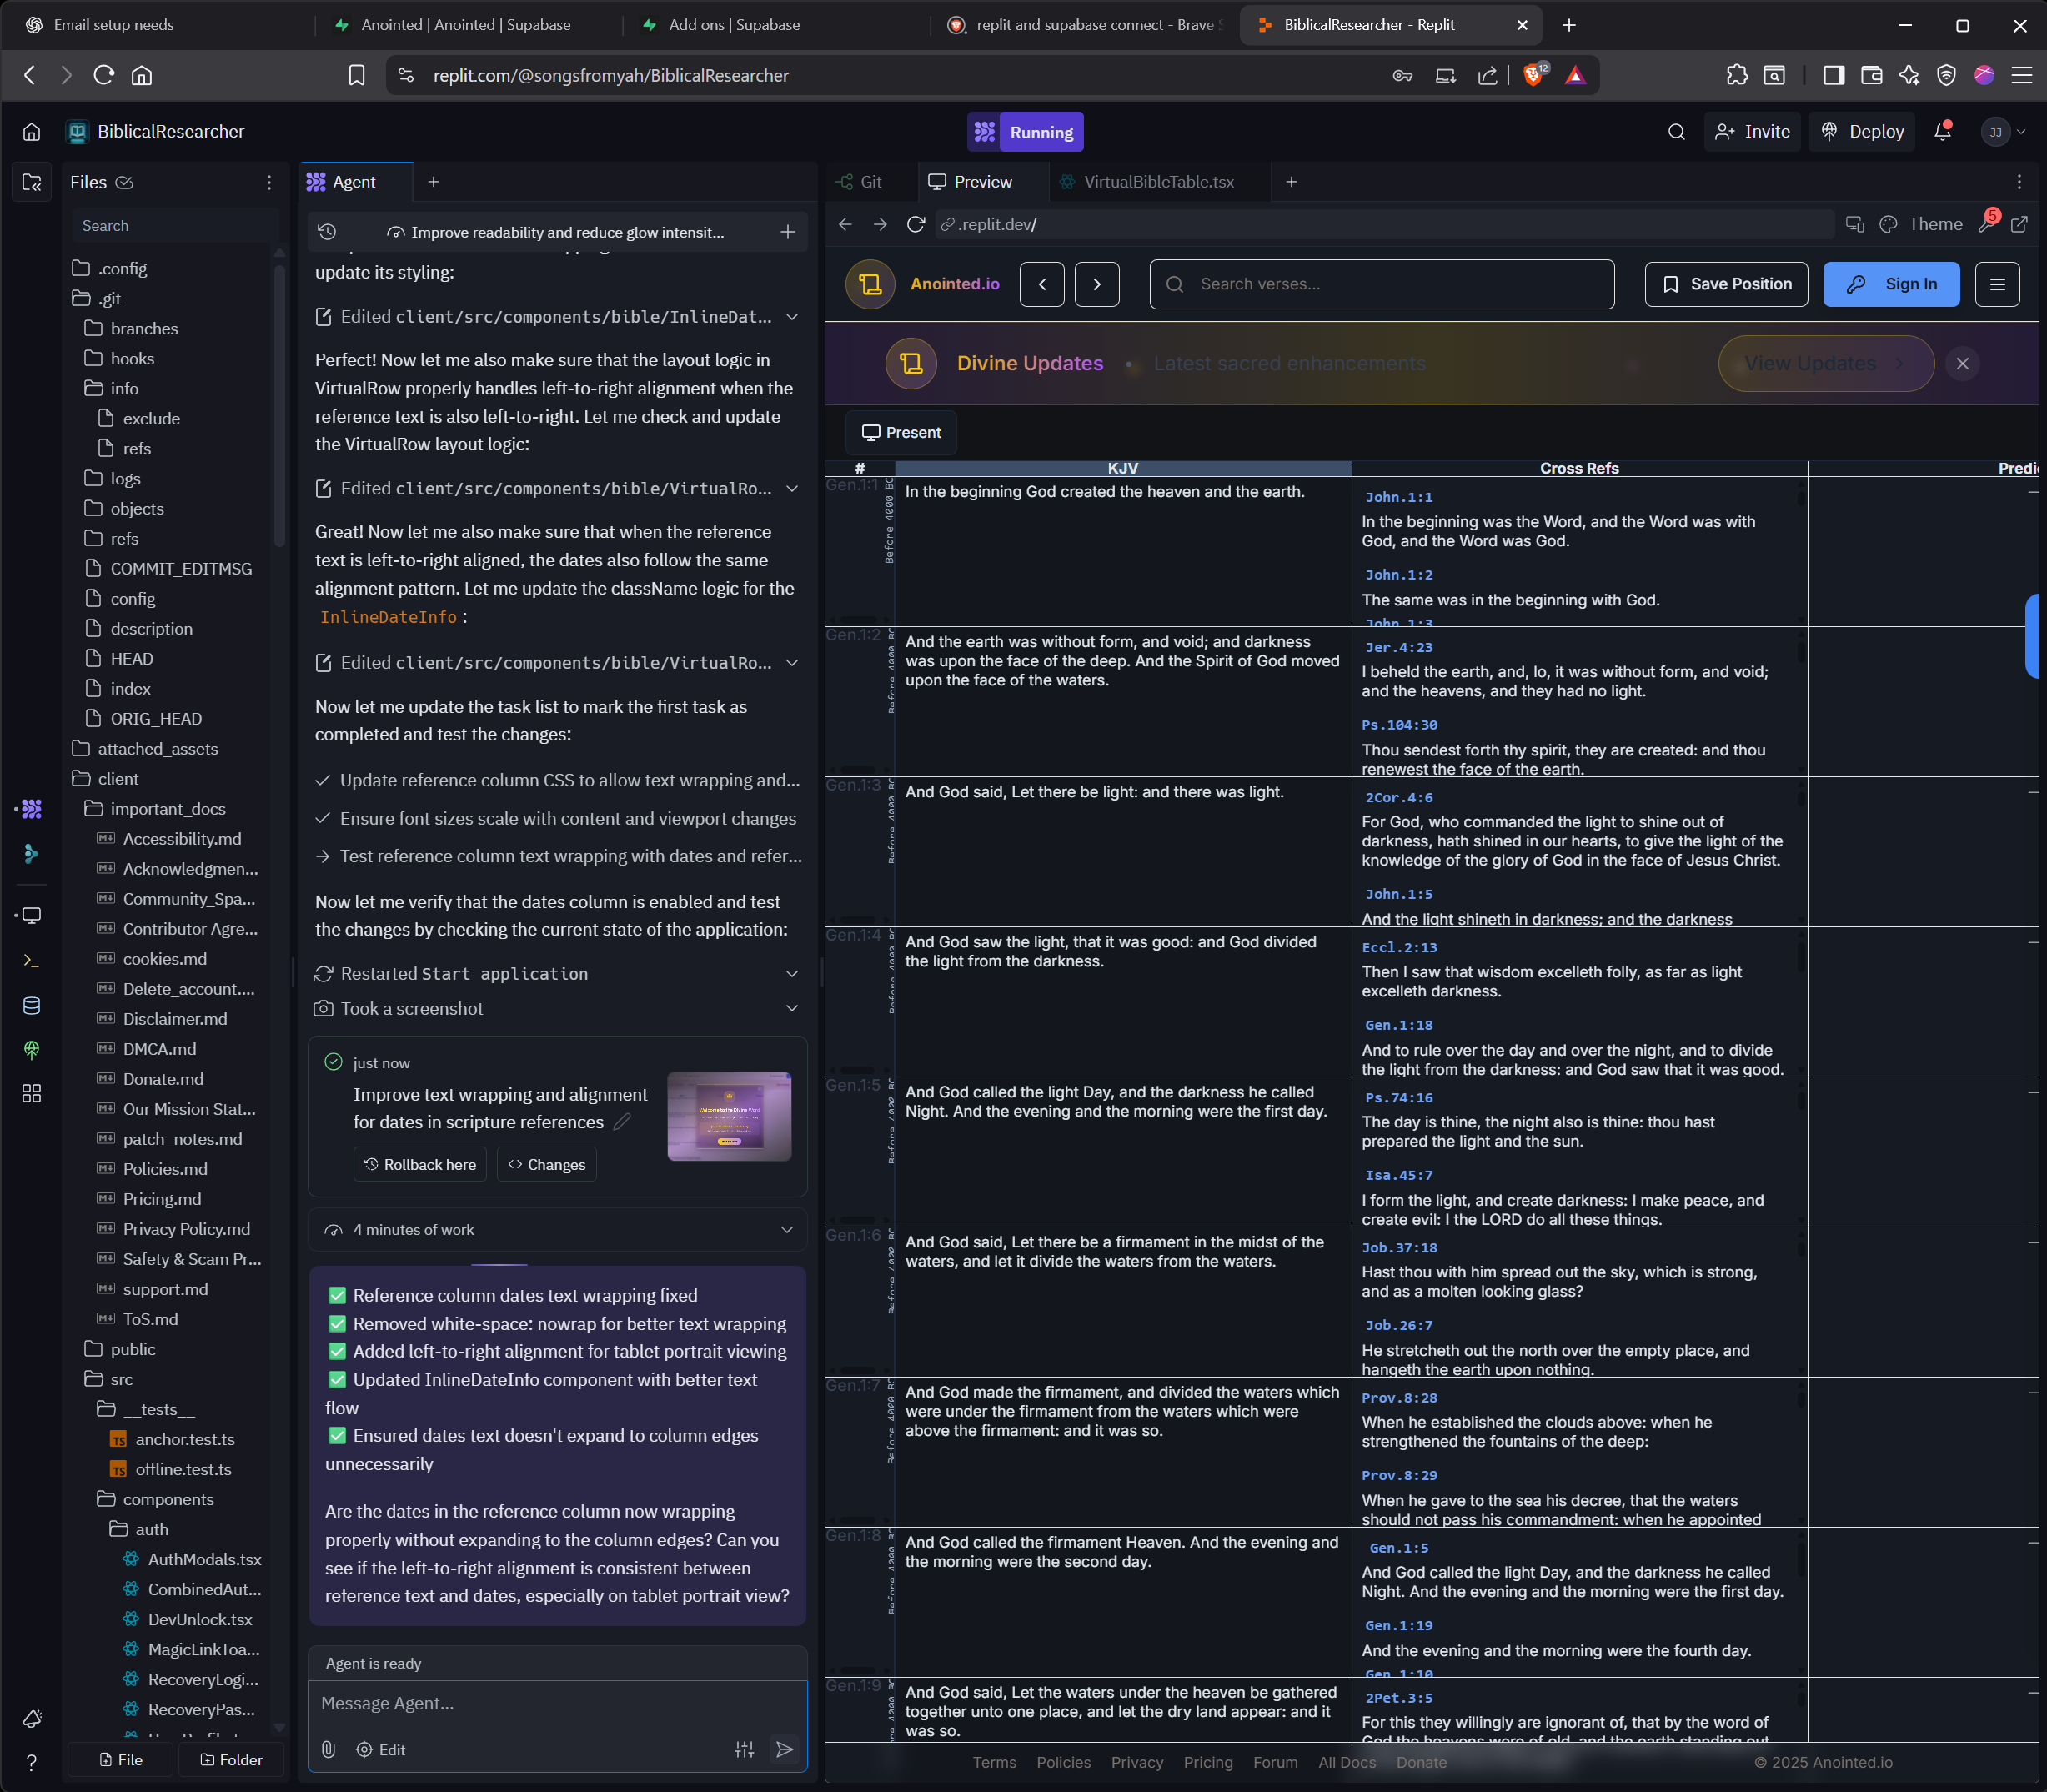 Email setup needs
Anointed | Anointed | Supabase
Add ons | Supabase
replit and supabase connect - Brave S
BiblicalResearcher - Replit
replit.com/@songsfromyah/BiblicalResearcher
12
BiblicalResearcher
Running
Invite
Deploy
JJ
Files
Agent
Git
Preview
VirtualBibleTable.tsx
Search
.config
.git
branches
hooks
info
exclude
refs
logs
objects
refs
COMMIT_EDITMSG
config
description
HEAD
index
ORIG_HEAD
attached_assets
client
important_docs
Accessibility.md
Acknowledgmen...
Community_Spa...
Contributor Agre...
cookies.md
Delete_account....
Disclaimer.md
DMCA.md
Donate.md
Our Mission Stat...
patch_notes.md
Policies.md
Pricing.md
Privacy Policy.md
Safety & Scam Pr...
support.md
ToS.md
public
src
__tests__
anchor.test.ts
offline.test.ts
components
auth
AuthModals.tsx
CombinedAut...
DevUnlock.tsx
MagicLinkToa...
RecoveryLogi...
RecoveryPas...
File
Folder
Improve readability and reduce glow intensit...
update its styling:
Edited client/src/components/bible/InlineDat...
Perfect! Now let me also make sure that the layout logic in
VirtualRow properly handles left-to-right alignment when the
reference text is also left-to-right. Let me check and update
the VirtualRow layout logic:
Edited client/src/components/bible/VirtualRo...
Great! Now let me also make sure that when the reference
text is left-to-right aligned, the dates also follow the same
alignment pattern. Let me update the className logic for the
InlineDateInfo :
Edited client/src/components/bible/VirtualRo...
Now let me update the task list to mark the first task as
completed and test the changes:
Update reference column CSS to allow text wrapping and...
Ensure font sizes scale with content and viewport changes
Test reference column text wrapping with dates and refer...
Now let me verify that the dates column is enabled and test
the changes by checking the current state of the application:
Restarted Start application
Took a screenshot
just now
Improve text wrapping and alignment
for dates in scripture references
Rollback here
Changes
4 minutes of work
Reference column dates text wrapping fixed
Removed white-space: nowrap for better text wrapping
Added left-to-right alignment for tablet portrait viewing
Updated InlineDateInfo component with better text
flow
Ensured dates text doesn't expand to column edges
unnecessarily
Are the dates in the reference column now wrapping
properly without expanding to the column edges? Can you
see if the left-to-right alignment is consistent between
reference text and dates, especially on tablet portrait view?
Agent is ready
Message Agent...
Edit
.replit.dev/
Theme
5
Anointed.io
Search verses...
Save Position
Sign In
Divine Updates • Latest sacred enhancements
View Updates
Present
# KJV Cross Refs Predic
Gen.1:1
Before 4000 BC
In the beginning God created the heaven and the earth.
John.1:1
In the beginning was the Word, and the Word was with
God, and the Word was God.
John.1:2
The same was in the beginning with God.
John.1:3
Gen.1:2
Before 4000 BC
And the earth was without form, and void; and darkness
was upon the face of the deep. And the Spirit of God moved
upon the face of the waters.
Jer.4:23
I beheld the earth, and, lo, it was without form, and void;
and the heavens, and they had no light.
Ps.104:30
Thou sendest forth thy spirit, they are created: and thou
renewest the face of the earth.
Gen.1:3
Before 4000 BC
And God said, Let there be light: and there was light.
2Cor.4:6
For God, who commanded the light to shine out of
darkness, hath shined in our hearts, to give the light of the
knowledge of the glory of God in the face of Jesus Christ.
John.1:5
And the light shineth in darkness; and the darkness
Gen.1:4
Before 4000 BC
And God saw the light, that it was good: and God divided
the light from the darkness.
Eccl.2:13
Then I saw that wisdom excelleth folly, as far as light
excelleth darkness.
Gen.1:18
And to rule over the day and over the night, and to divide
the light from the darkness: and God saw that it was good.
Gen.1:5
Before 4000 BC
And God called the light Day, and the darkness he called
Night. And the evening and the morning were the first day.
Ps.74:16
The day is thine, the night also is thine: thou hast
prepared the light and the sun.
Isa.45:7
I form the light, and create darkness: I make peace, and
create evil: I the LORD do all these things.
Gen.1:6
Before 4000 BC
And God said, Let there be a firmament in the midst of the
waters, and let it divide the waters from the waters.
Job.37:18
Hast thou with him spread out the sky, which is strong,
and as a molten looking glass?
Job.26:7
He stretcheth out the north over the empty place, and
hangeth the earth upon nothing.
Gen.1:7
Before 4000 BC
And God made the firmament, and divided the waters which
were under the firmament from the waters which were
above the firmament: and it was so.
Prov.8:28
When he established the clouds above: when he
strengthened the fountains of the deep:
Prov.8:29
When he gave to the sea his decree, that the waters
should not pass his commandment: when he appointed
Gen.1:8
Before 4000 BC
And God called the firmament Heaven. And the evening and
the morning were the second day.
Gen.1:5
And God called the light Day, and the darkness he called
Night. And the evening and the morning were the first day.
Gen.1:19
And the evening and the morning were the fourth day.
Gen.1:10
Gen.1:9
And God said, Let the waters under the heaven be gathered
together unto one place, and let the dry land appear: and it
was so.
2Pet.3:5
For this they willingly are ignorant of, that by the word of
God the heavens were of old, and the earth standing out
Terms
Policies
Privacy
Pricing
Forum
All Docs
Donate
© 2025 Anointed.io